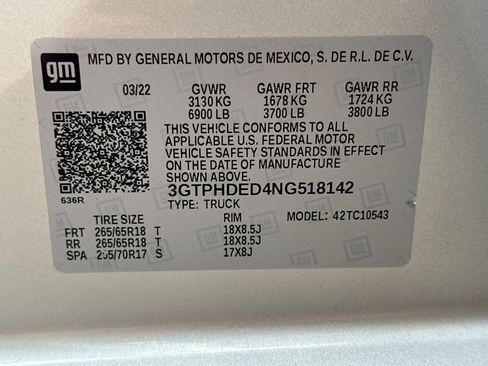 gm
MFD BY GENERAL MOTORS DE MEXICO, S. DE R.L. DE C.V.
03/22 GVWR GAWR FRT GAWR RR
3130 KG 1678 KG 1724 KG
6900 LB 3700 LB 3800 LB
THIS VEHICLE CONFORMS TO ALL
APPLICABLE U.S. FEDERAL MOTOR
VEHICLE SAFETY STANDARDS IN EFFECT
ON THE DATE OF MANUFACTURE
SHOWN ABOVE.
636R
3GTPHDED4NG518142
TYPE: TRUCK MODEL: 42TC10543
TIRE SIZE RIM
FRT 265/65R18 T 18X8.5J
RR 265/65R18 T 18X8.5J
SPA 265/70R17 S 17X8J